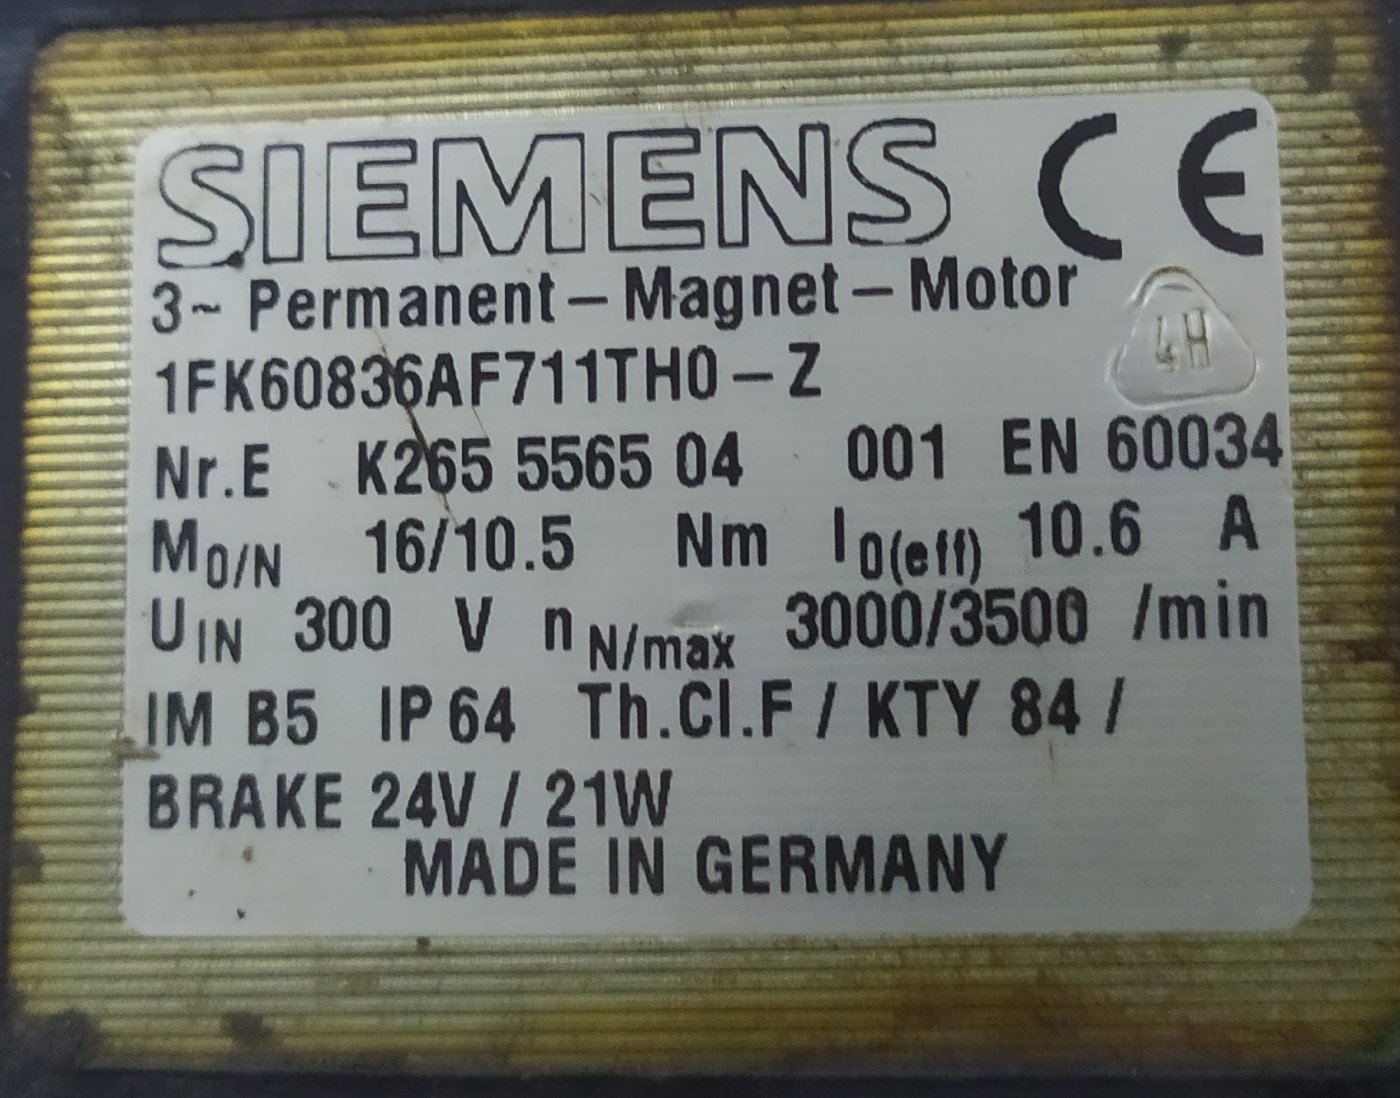 SIEMENS CE
3~ Permanent-Magnet-Motor
4H
1FK60836AF711TH0-Z
Nr.E K265 5565 04 001 EN 60034
M0/N 16/10.5 Nm I0(eff) 10.6 A
UIN 300 V nN/max 3000/3500 /min
IM B5 IP 64 Th.Cl.F / KTY 84 /
BRAKE 24V / 21W
MADE IN GERMANY